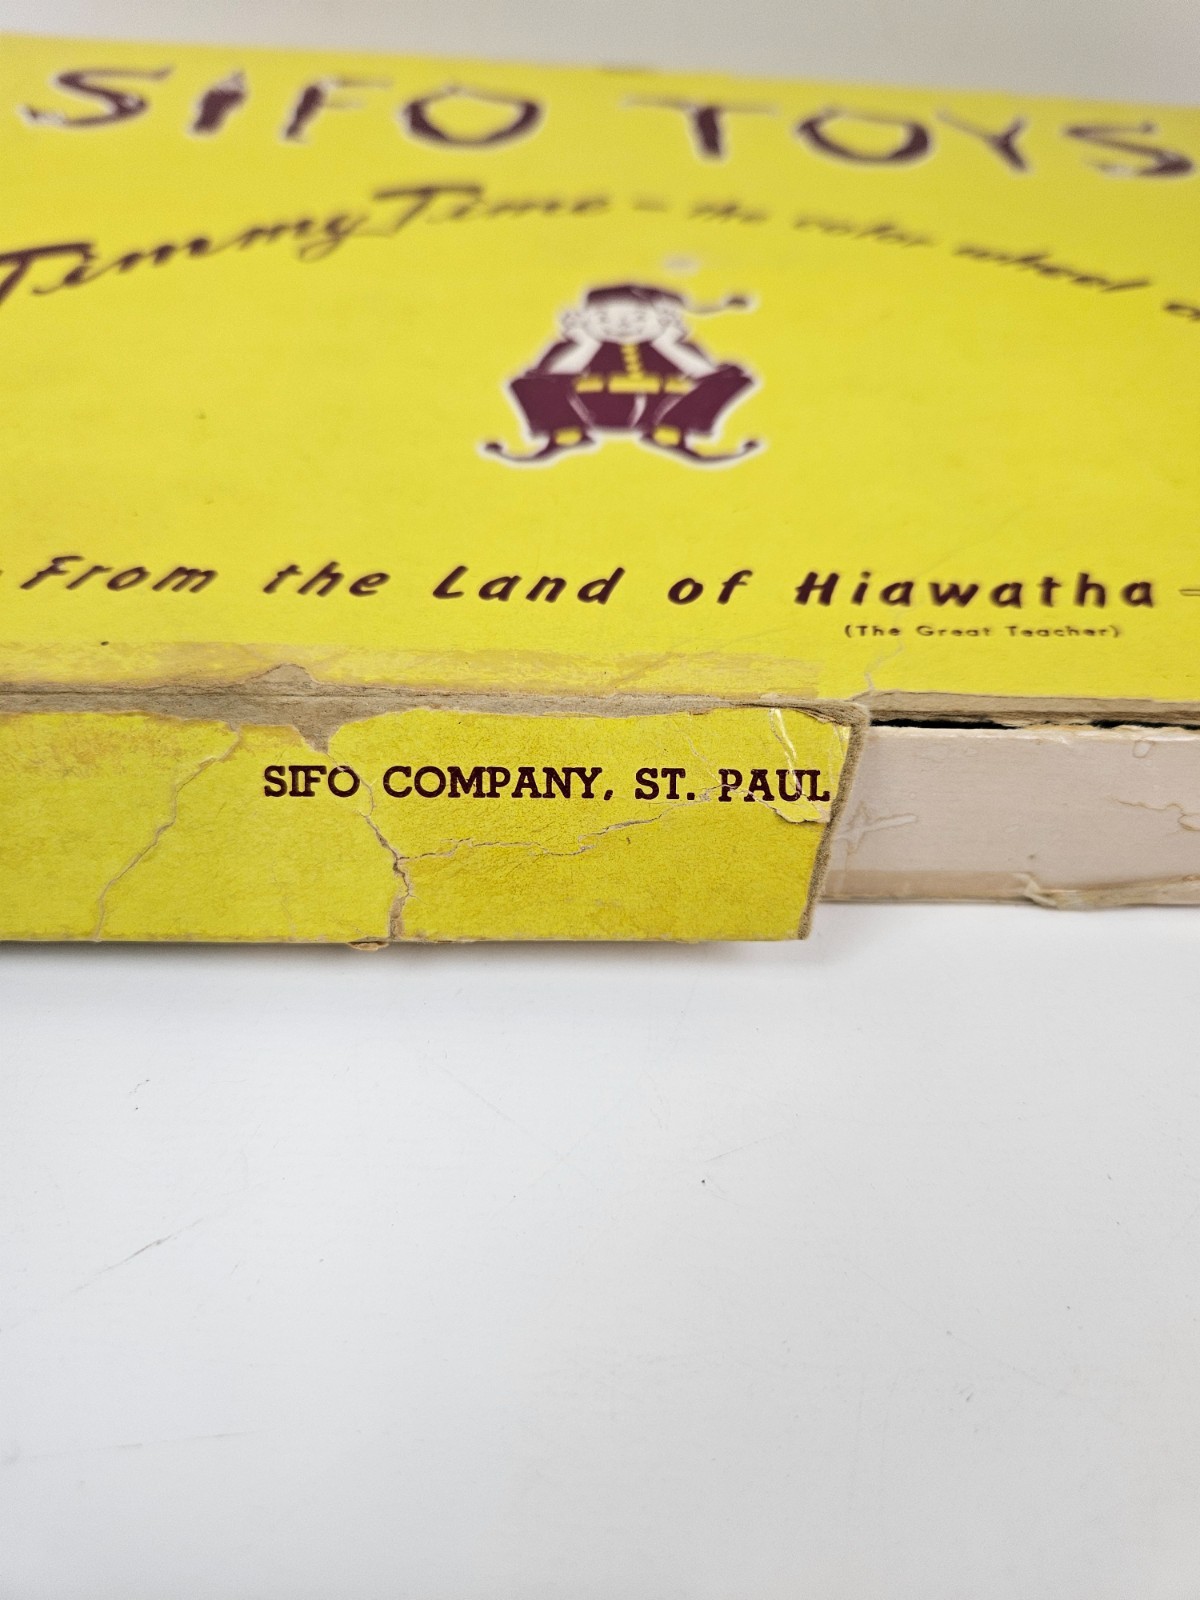 SIFO TOYS
Timmy Time - the color wheel
- From the Land of Hiawatha -
(The Great Teacher)
SIFO COMPANY, ST. PAUL